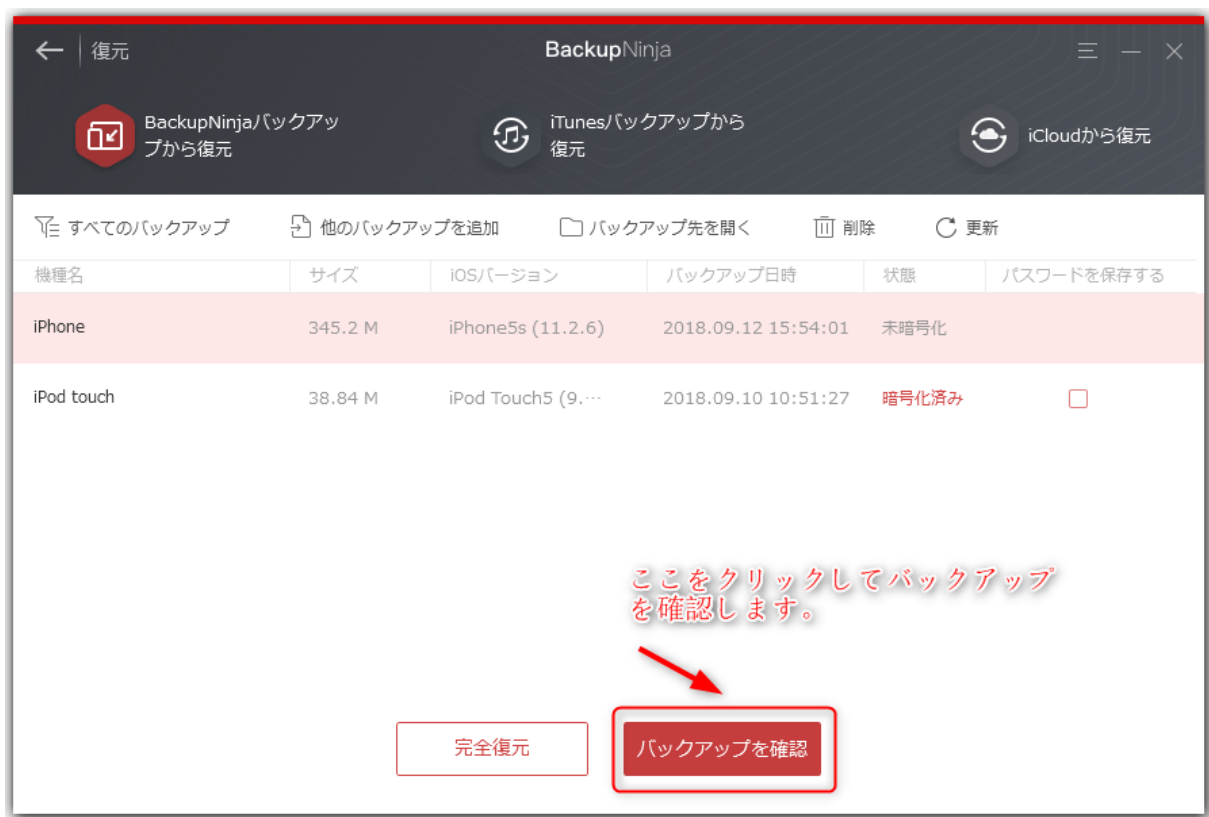 復元
BackupNinja
BackupNinjaバックアッ
プから復元
iTunesバックアップから
復元
iCloudから復元
すべてのバックアップ 他のバックアップを追加 バックアップ先を開く 削除 更新
機種名 サイズ iOSバージョン バックアップ日時 状態 パスワードを保存する
iPhone 345.2 M iPhone5s (11.2.6) 2018.09.12 15:54:01 未暗号化
iPod touch 38.84 M iPod Touch5 (9.… 2018.09.10 10:51:27 暗号化済み
ここをクリックしてバックアップ
を確認します。
完全復元 バックアップを確認